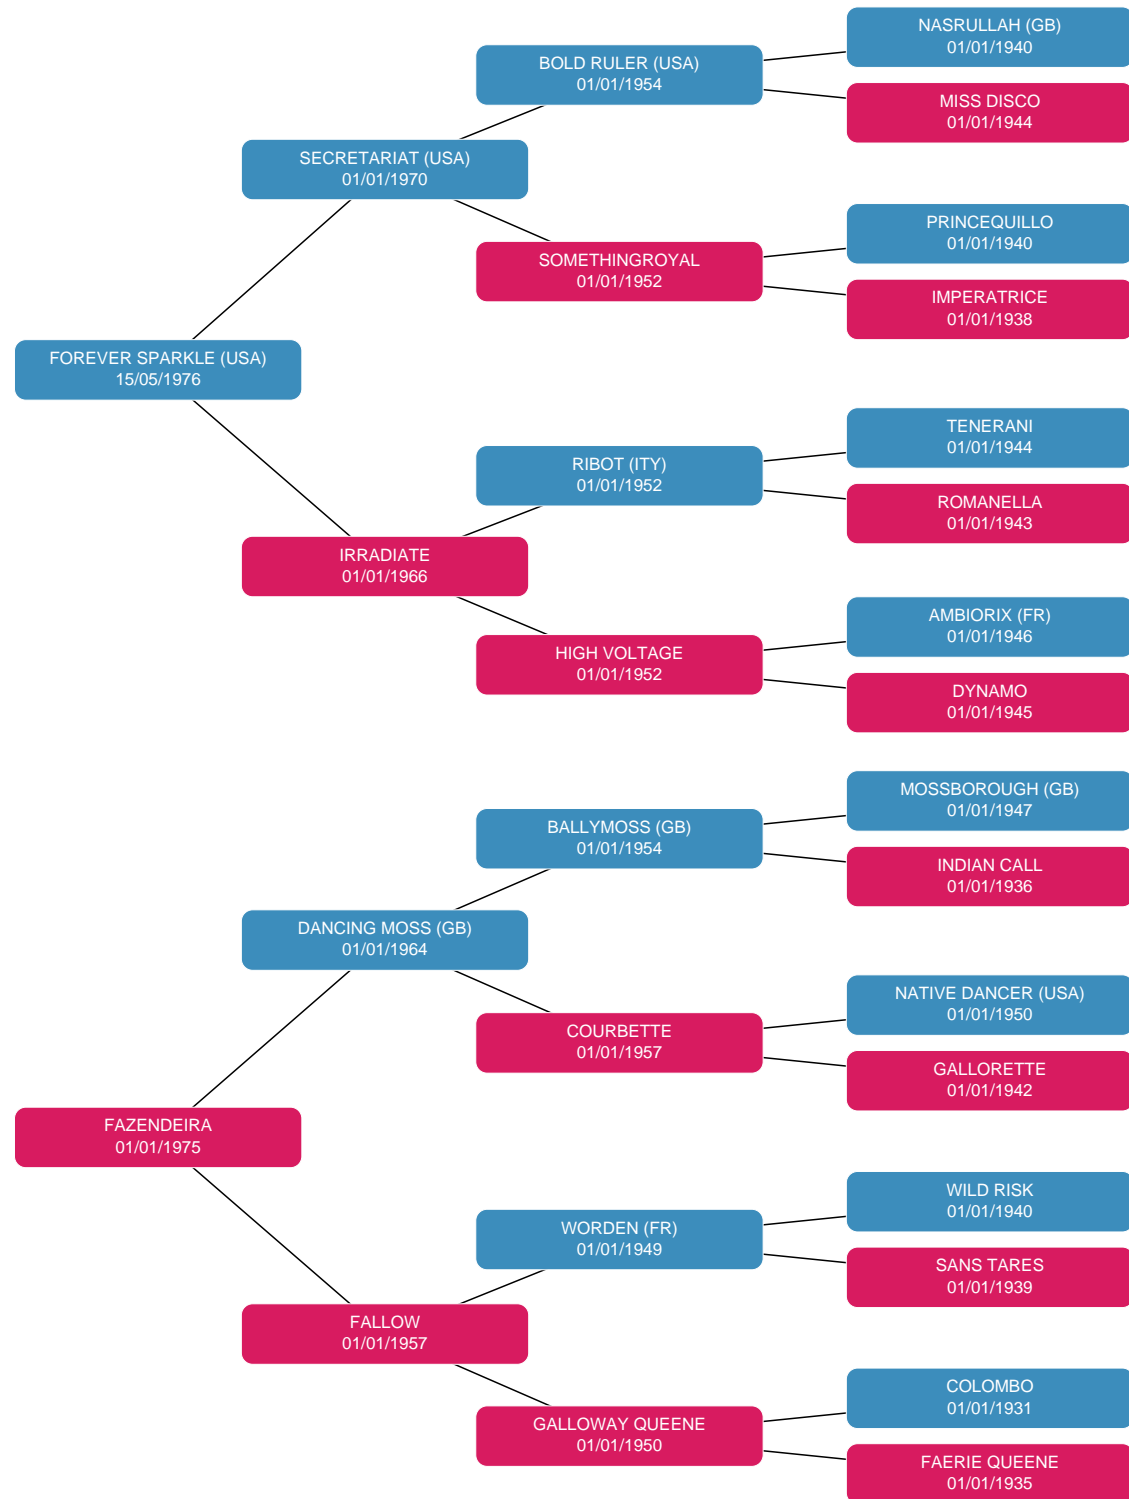 NASRULLAH (GB)
01/01/1940
BOLD RULER (USA)
01/01/1954
MISS DISCO
01/01/1944
SECRETARIAT (USA)
01/01/1970
PRINCEQUILLO
01/01/1940
SOMETHINGROYAL
01/01/1952
IMPERATRICE
01/01/1938
FOREVER SPARKLE (USA)
15/05/1976
TENERANI
01/01/1944
RIBOT (ITY)
01/01/1952
ROMANELLA
01/01/1943
IRRADIATE
01/01/1966
AMBIORIX (FR)
01/01/1946
HIGH VOLTAGE
01/01/1952
DYNAMO
01/01/1945
MOSSBOROUGH (GB)
01/01/1947
BALLYMOSS (GB)
01/01/1954
INDIAN CALL
01/01/1936
DANCING MOSS (GB)
01/01/1964
NATIVE DANCER (USA)
01/01/1950
COURBETTE
01/01/1957
GALLORETTE
01/01/1942
FAZENDEIRA
01/01/1975
WILD RISK
01/01/1940
WORDEN (FR)
01/01/1949
SANS TARES
01/01/1939
FALLOW
01/01/1957
COLOMBO
01/01/1931
GALLOWAY QUEENE
01/01/1950
FAERIE QUEENE
01/01/1935